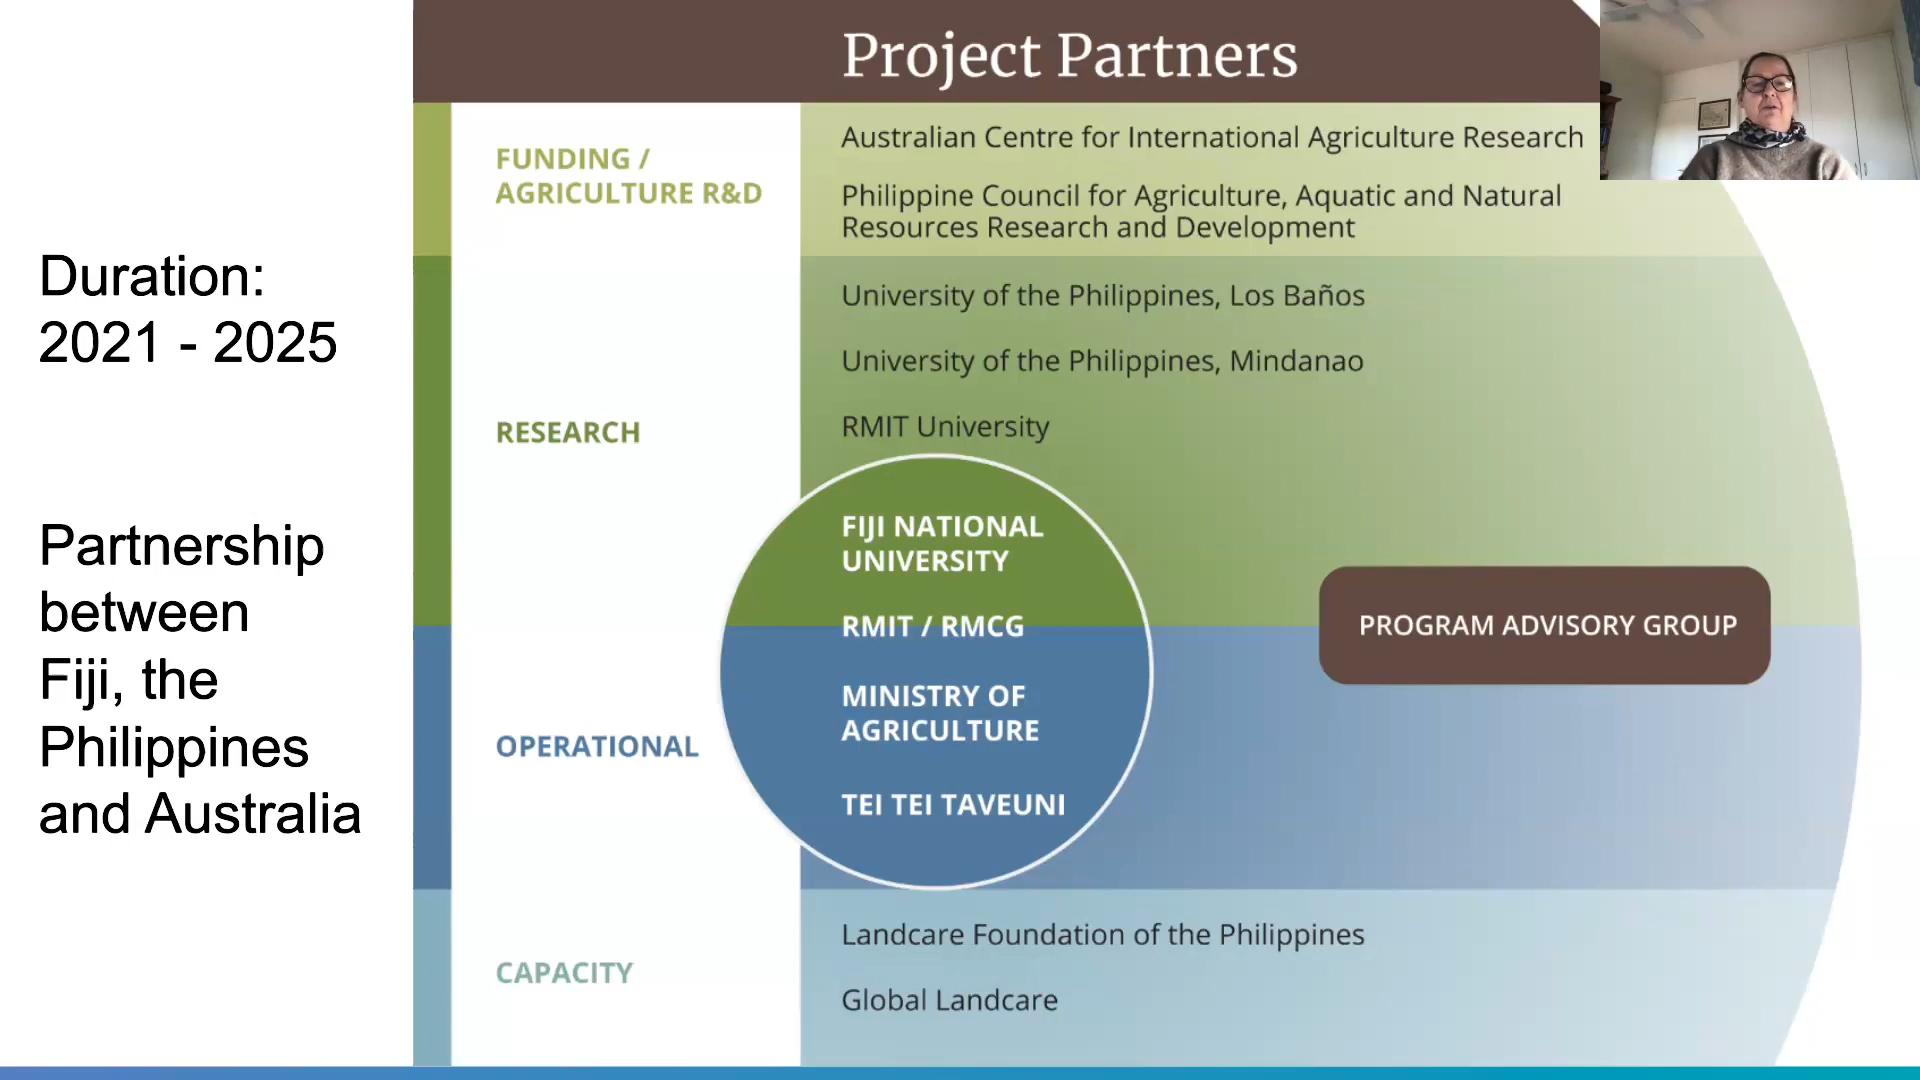 Project Partners
Duration:
2021 - 2025
Partnership
between
Fiji, the
Philippines
and Australia
FUNDING /
AGRICULTURE R&D
Australian Centre for International Agriculture Research
Philippine Council for Agriculture, Aquatic and Natural
Resources Research and Development
RESEARCH
University of the Philippines, Los Baños
University of the Philippines, Mindanao
RMIT University
FIJI NATIONAL
UNIVERSITY
RMIT / RMCG
MINISTRY OF
AGRICULTURE
TEI TEI TAVEUNI
OPERATIONAL
PROGRAM ADVISORY GROUP
CAPACITY
Landcare Foundation of the Philippines
Global Landcare